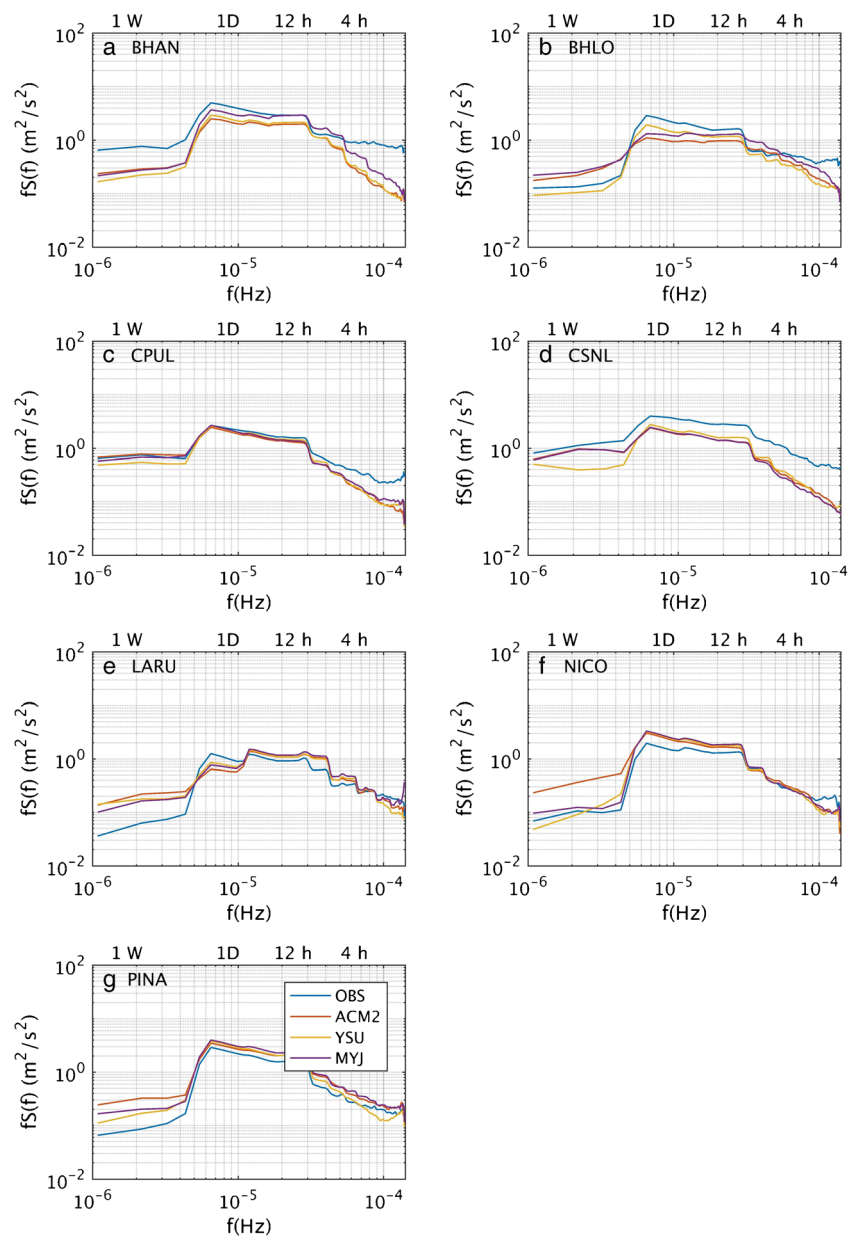 1 W 1D 12 h 4 h
10^2
a BHAN
10^0
10^-2
fS(f) (m^2/s^2)
10^-6 10^-5 10^-4
f(Hz)
1 W 1D 12 h 4 h
10^2
b BHLO
10^0
10^-2
fS(f) (m^2/s^2)
10^-6 10^-5 10^-4
f(Hz)
1 W 1D 12 h 4 h
10^2
c CPUL
10^0
10^-2
fS(f) (m^2/s^2)
10^-6 10^-5 10^-4
f(Hz)
1 W 1D 12 h 4 h
10^2
d CSNL
10^0
10^-2
fS(f) (m^2/s^2)
10^-6 10^-5 10^-4
f(Hz)
1 W 1D 12 h 4 h
10^2
e LARU
10^0
10^-2
fS(f) (m^2/s^2)
10^-6 10^-5 10^-4
f(Hz)
1 W 1D 12 h 4 h
10^2
f NICO
10^0
10^-2
fS(f) (m^2/s^2)
10^-6 10^-5 10^-4
f(Hz)
1 W 1D 12 h 4 h
10^2
g PINA
10^0
10^-2
fS(f) (m^2/s^2)
OBS
ACM2
YSU
MYJ
10^-6 10^-5 10^-4
f(Hz)